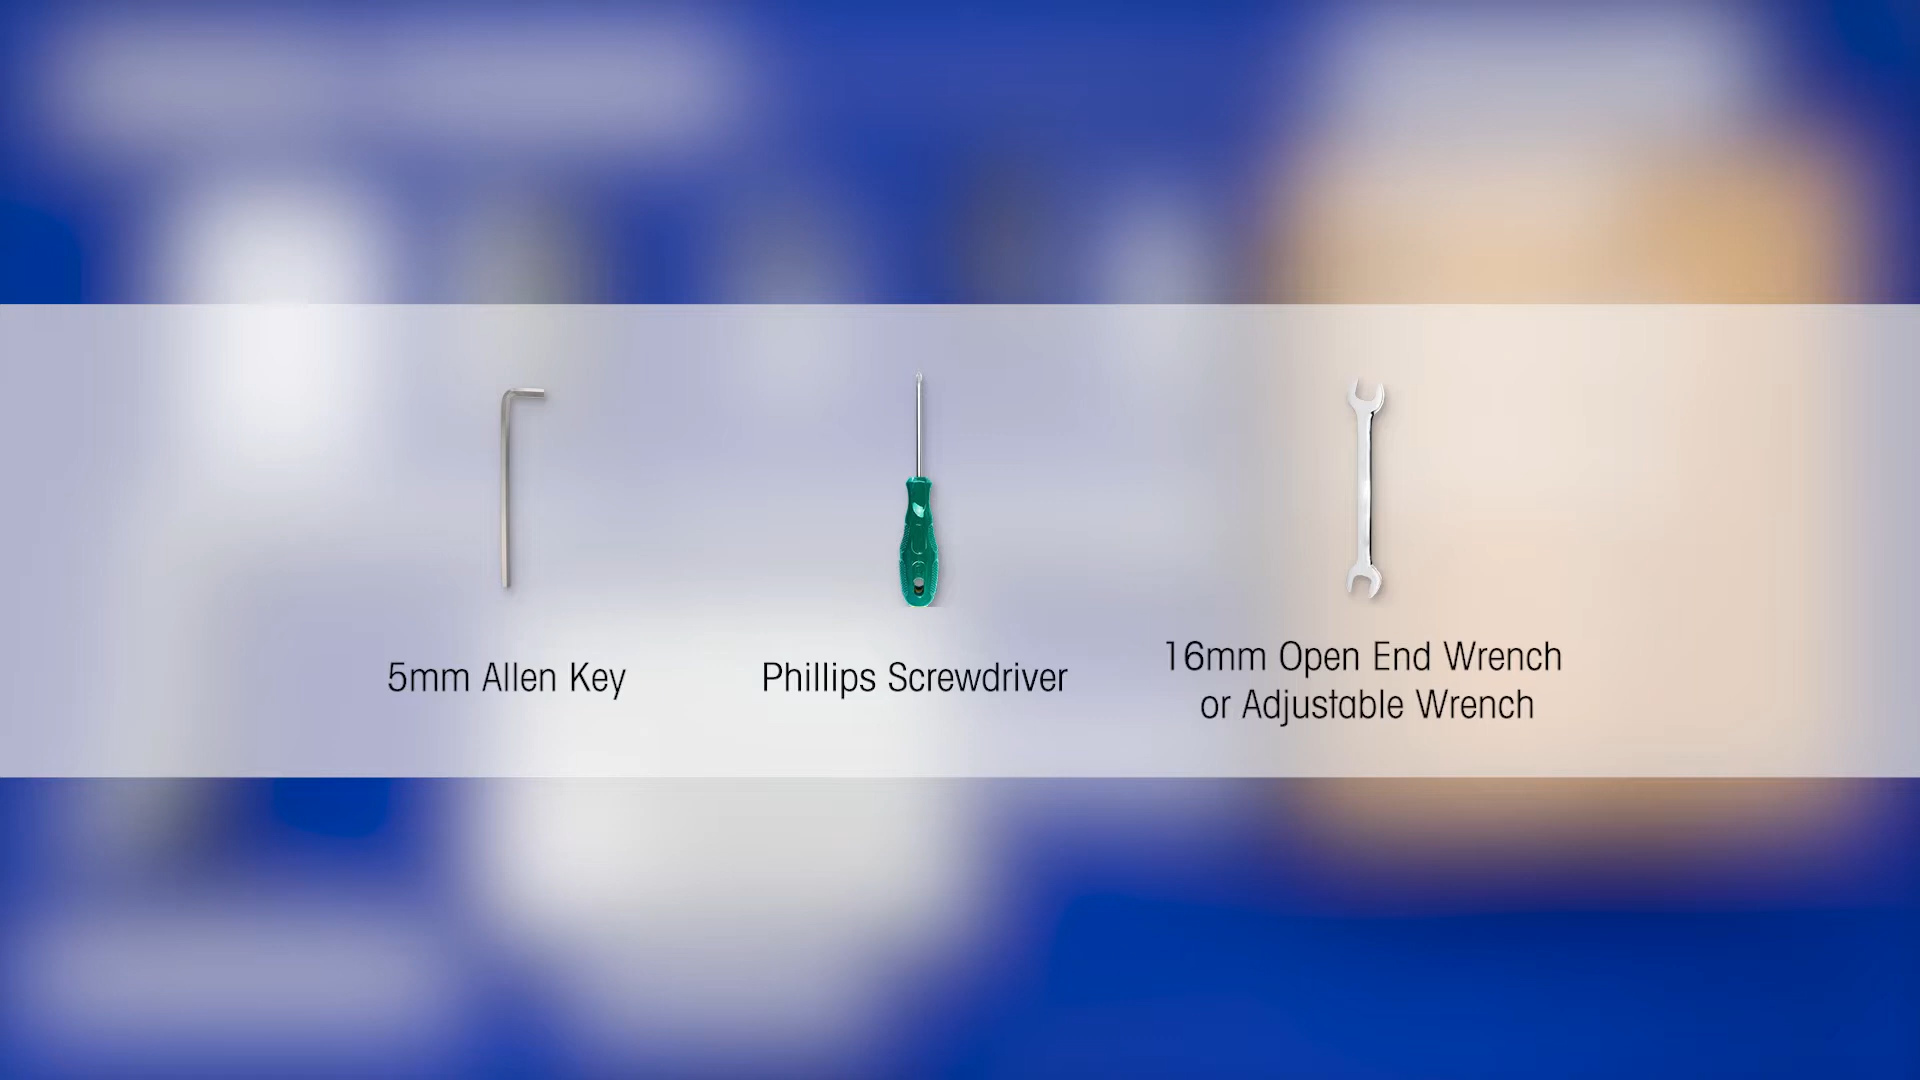 5mm Allen Key
Phillips Screwdriver
16mm Open End Wrench
or Adjustable Wrench